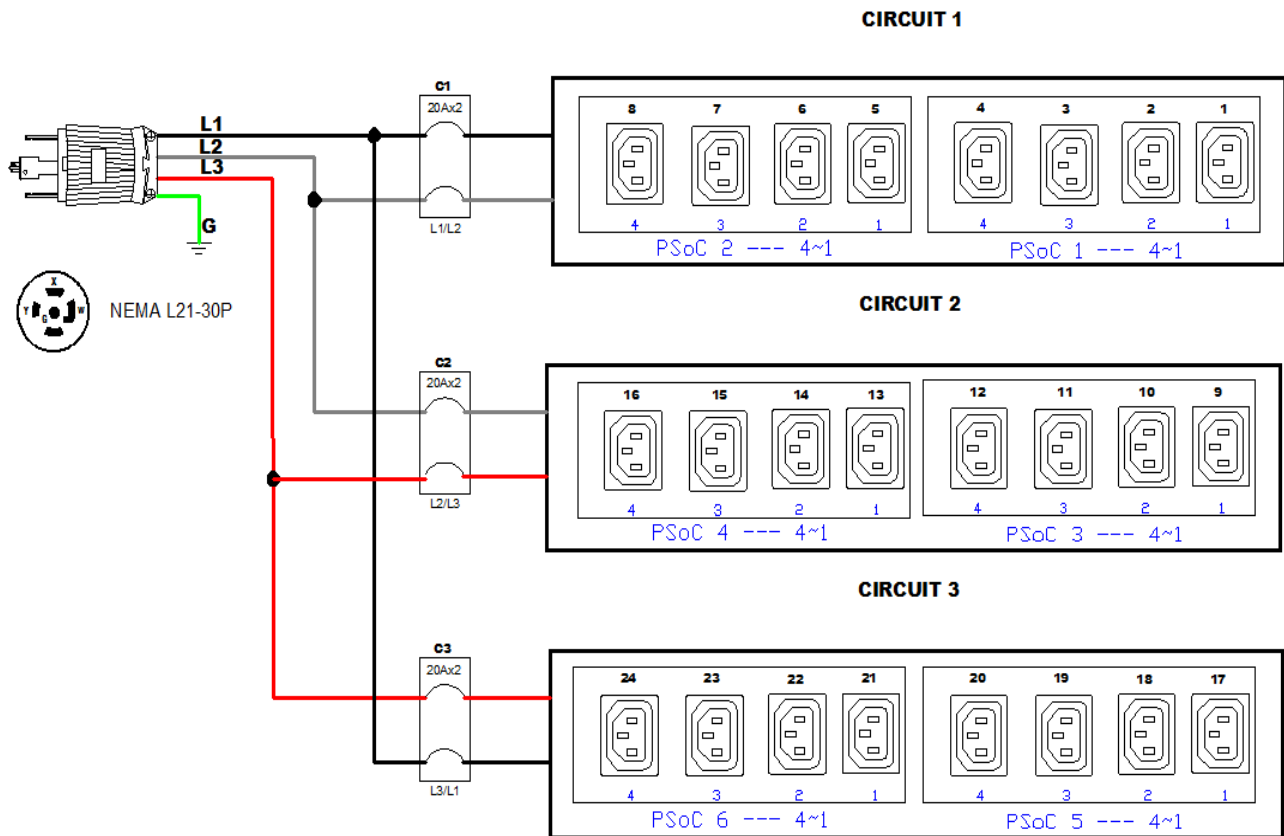 CIRCUIT 1
C1
20Ax2
L1/L2
L1
L2
L3
G
8 7 6 5
4 3 2 1
PSoC 2 --- 4~1
4 3 2 1
4 3 2 1
PSoC 1 --- 4~1
X
Y
G
W
NEMA L21-30P
CIRCUIT 2
C2
20Ax2
L2/L3
16 15 14 13
4 3 2 1
PSoC 4 --- 4~1
12 11 10 9
4 3 2 1
PSoC 3 --- 4~1
CIRCUIT 3
C3
20Ax2
L3/L1
24 23 22 21
4 3 2 1
PSoC 6 --- 4~1
20 19 18 17
4 3 2 1
PSoC 5 --- 4~1